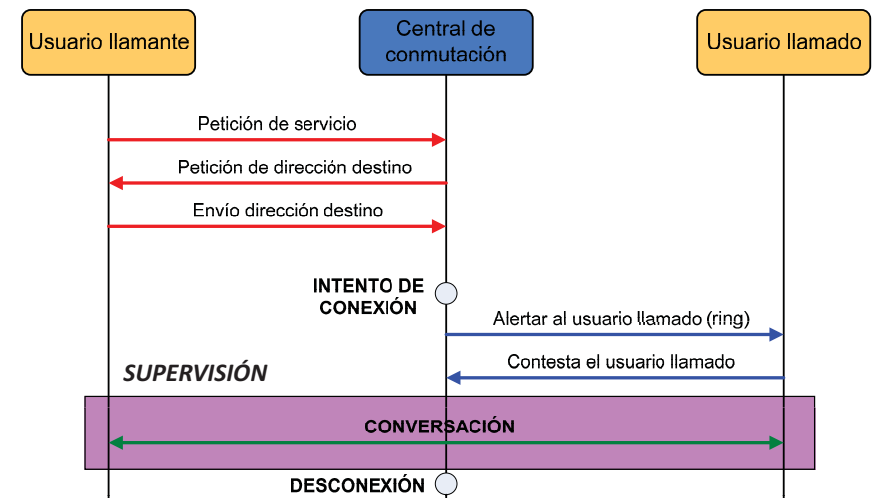 Usuario llamante
Central de
conmutación
Usuario llamado
Petición de servicio
Petición de dirección destino
Envío dirección destino
INTENTO DE
CONEXIÓN
Alertar al usuario llamado (ring)
Contesta el usuario llamado
SUPERVISIÓN
CONVERSACIÓN
DESCONEXIÓN